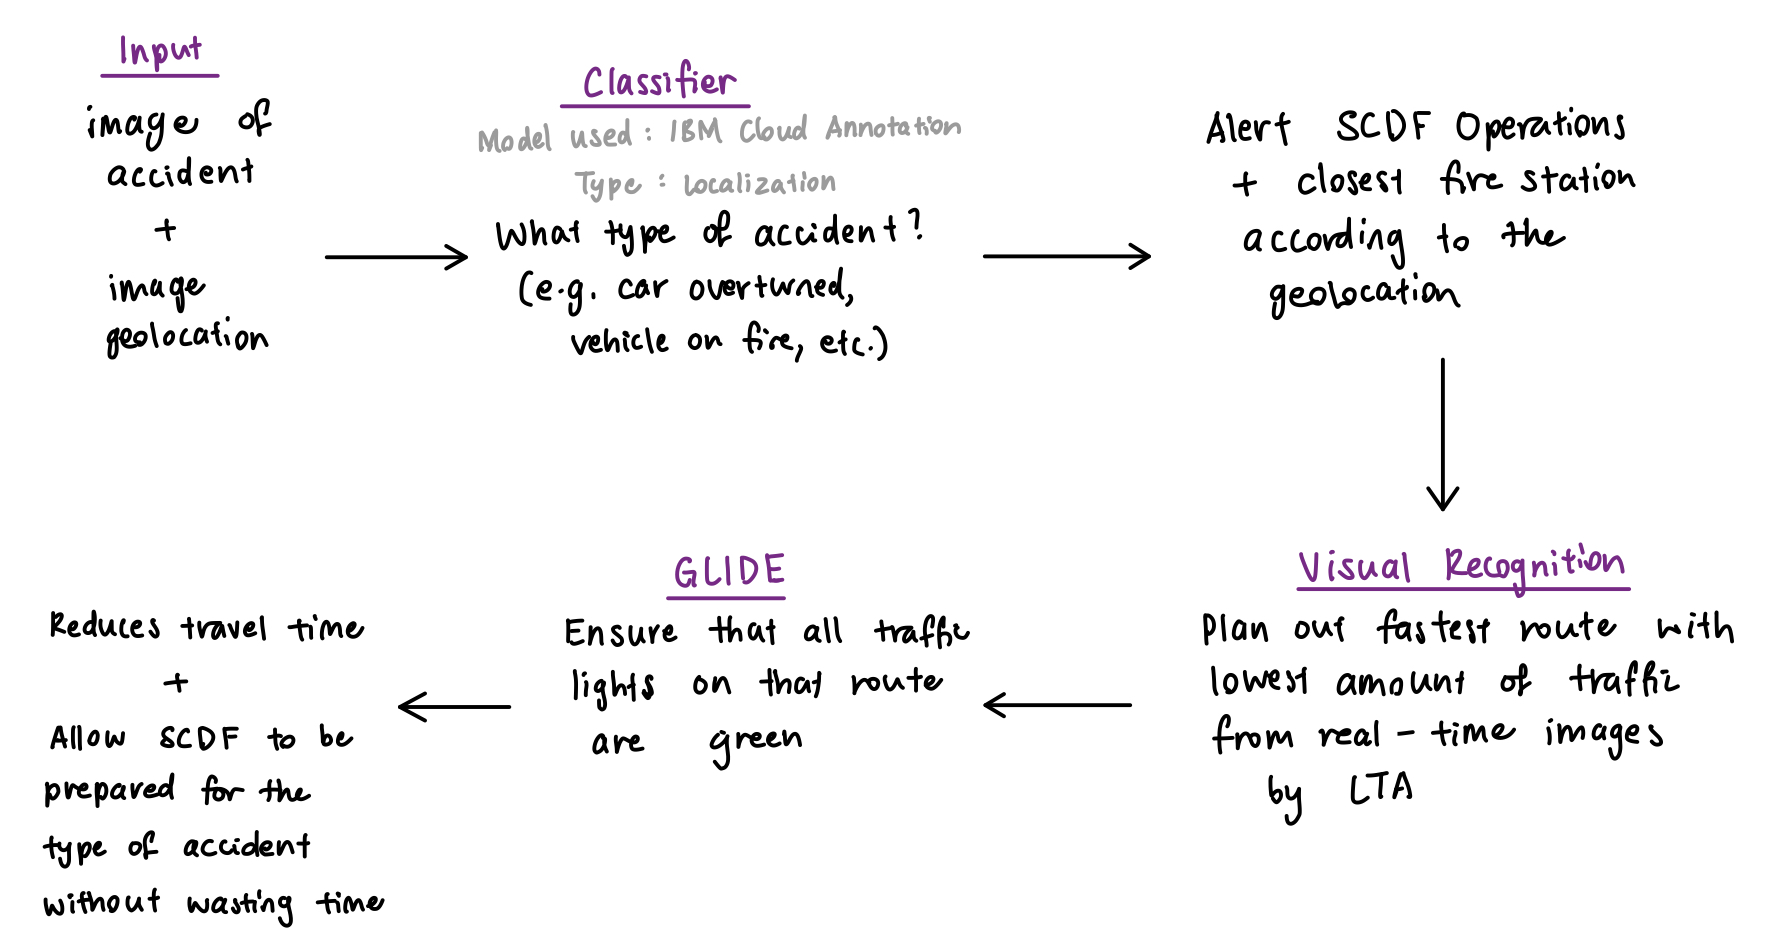 Input
image of
accident
+
image
geolocation
Classifier
Model used : IBM Cloud Annotation
Type : Localization
What type of accident?
(e.g. car overturned,
vehicle on fire, etc.)
Alert SCDF Operations
+ closest fire station
according to the
geolocation
Visual Recognition
Plan out fastest route with
lowest amount of traffic
from real-time images
by LTA
GLIDE
Ensure that all traffic
lights on that route
are green
Reduces travel time
+
Allow SCDF to be
prepared for the
type of accident
without wasting time